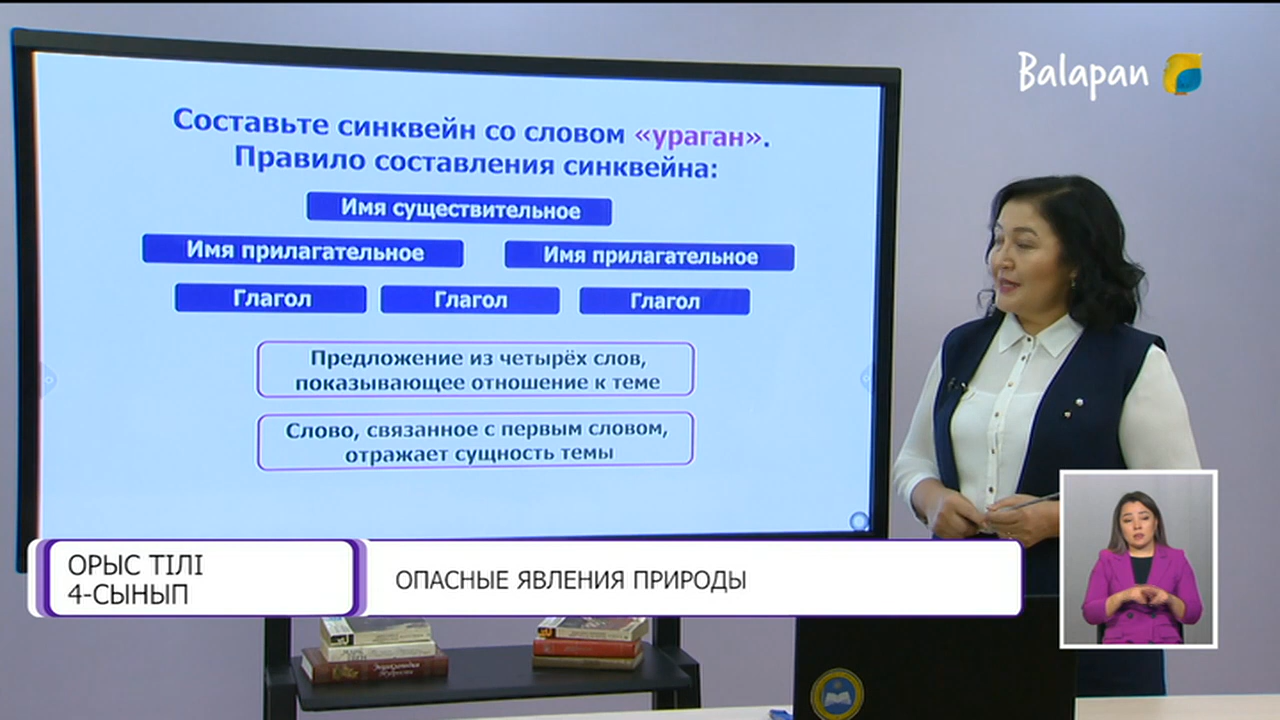 Balapan
Составьте синквейн со словом «ураган».
Правило составления синквейна:
Имя существительное
Имя прилагательное Имя прилагательное
Глагол Глагол Глагол
Предложение из четырёх слов,
показывающее отношение к теме
Слово, связанное с первым словом,
отражает сущность темы
ОРЫС ТІЛІ
4-СЫНЫП
ОПАСНЫЕ ЯВЛЕНИЯ ПРИРОДЫ
Энциклопедия